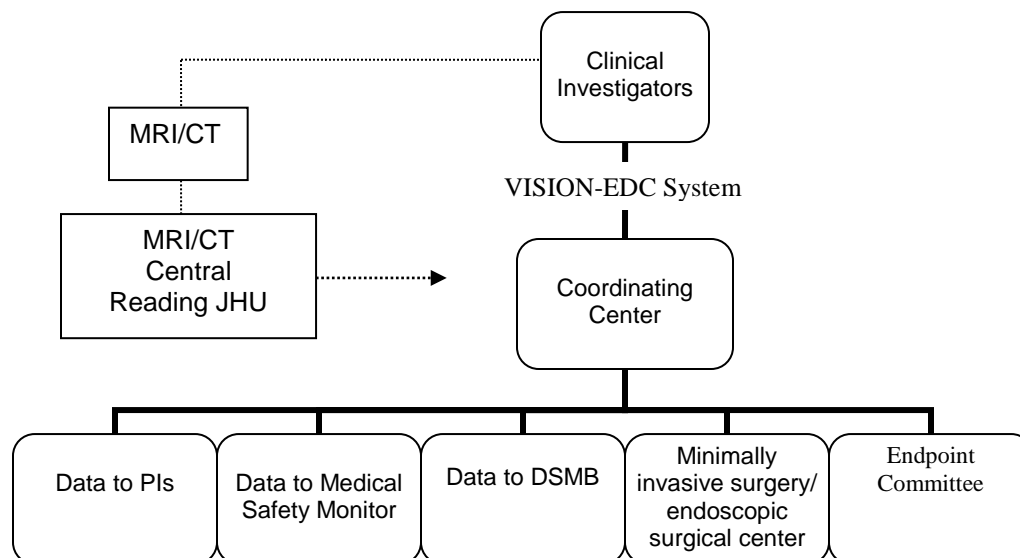 Clinical
Investigators
MRI/CT
VISION-EDC System
MRI/CT
Central
Reading JHU
Coordinating
Center
Data to PIs
Data to Medical
Safety Monitor
Data to DSMB
Minimally
invasive surgery/
endoscopic
surgical center
Endpoint
Committee